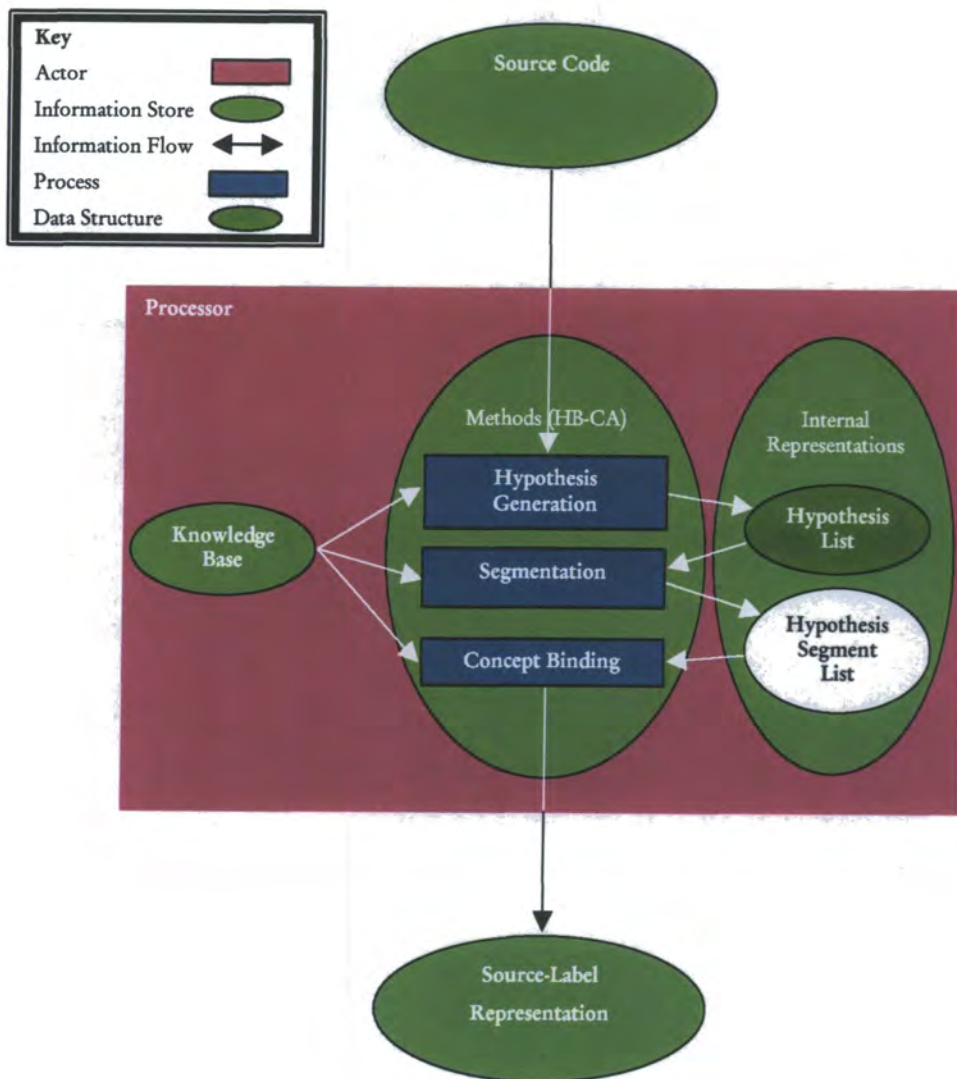 Key
Actor
Information Store
Information Flow
Process
Data Structure
Source Code
Processor
Methods (HB-CA)
Internal
Representations
Hypothesis
Generation
Hypothesis
List
Knowledge
Base
Segmentation
Hypothesis
Segment
List
Concept Binding
Source-Label
Representation